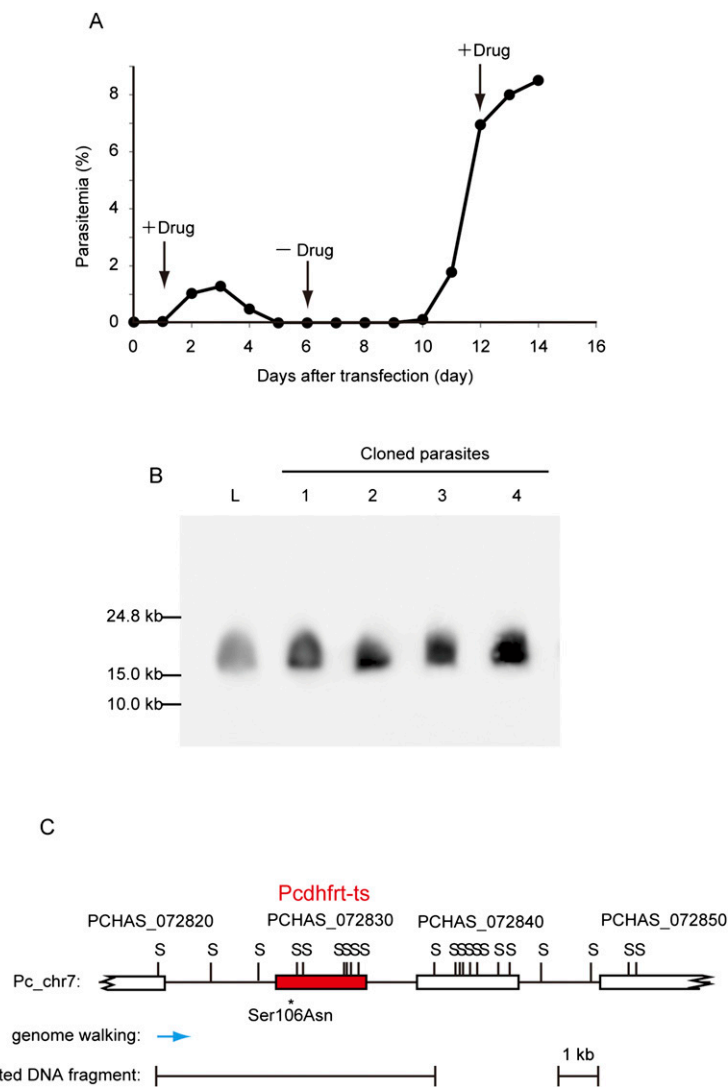 A
+Drug
8
6
4
2
0
Parasitemia (%)
+Drug
− Drug
0 2 4 6 8 10 12 14 16
Days after transfection (day)
B
Cloned parasites
L 1 2 3 4
24.8 kb
15.0 kb
10.0 kb
C
Pcdhfrt-ts
PCHAS_072820 PCHAS_072830 PCHAS_072840 PCHAS_072850
S S S SS SSSSS S SSSSSSS S S SS
Pc_chr7:
*
Ser106Asn
genome walking:
1 kb
ted DNA fragment: